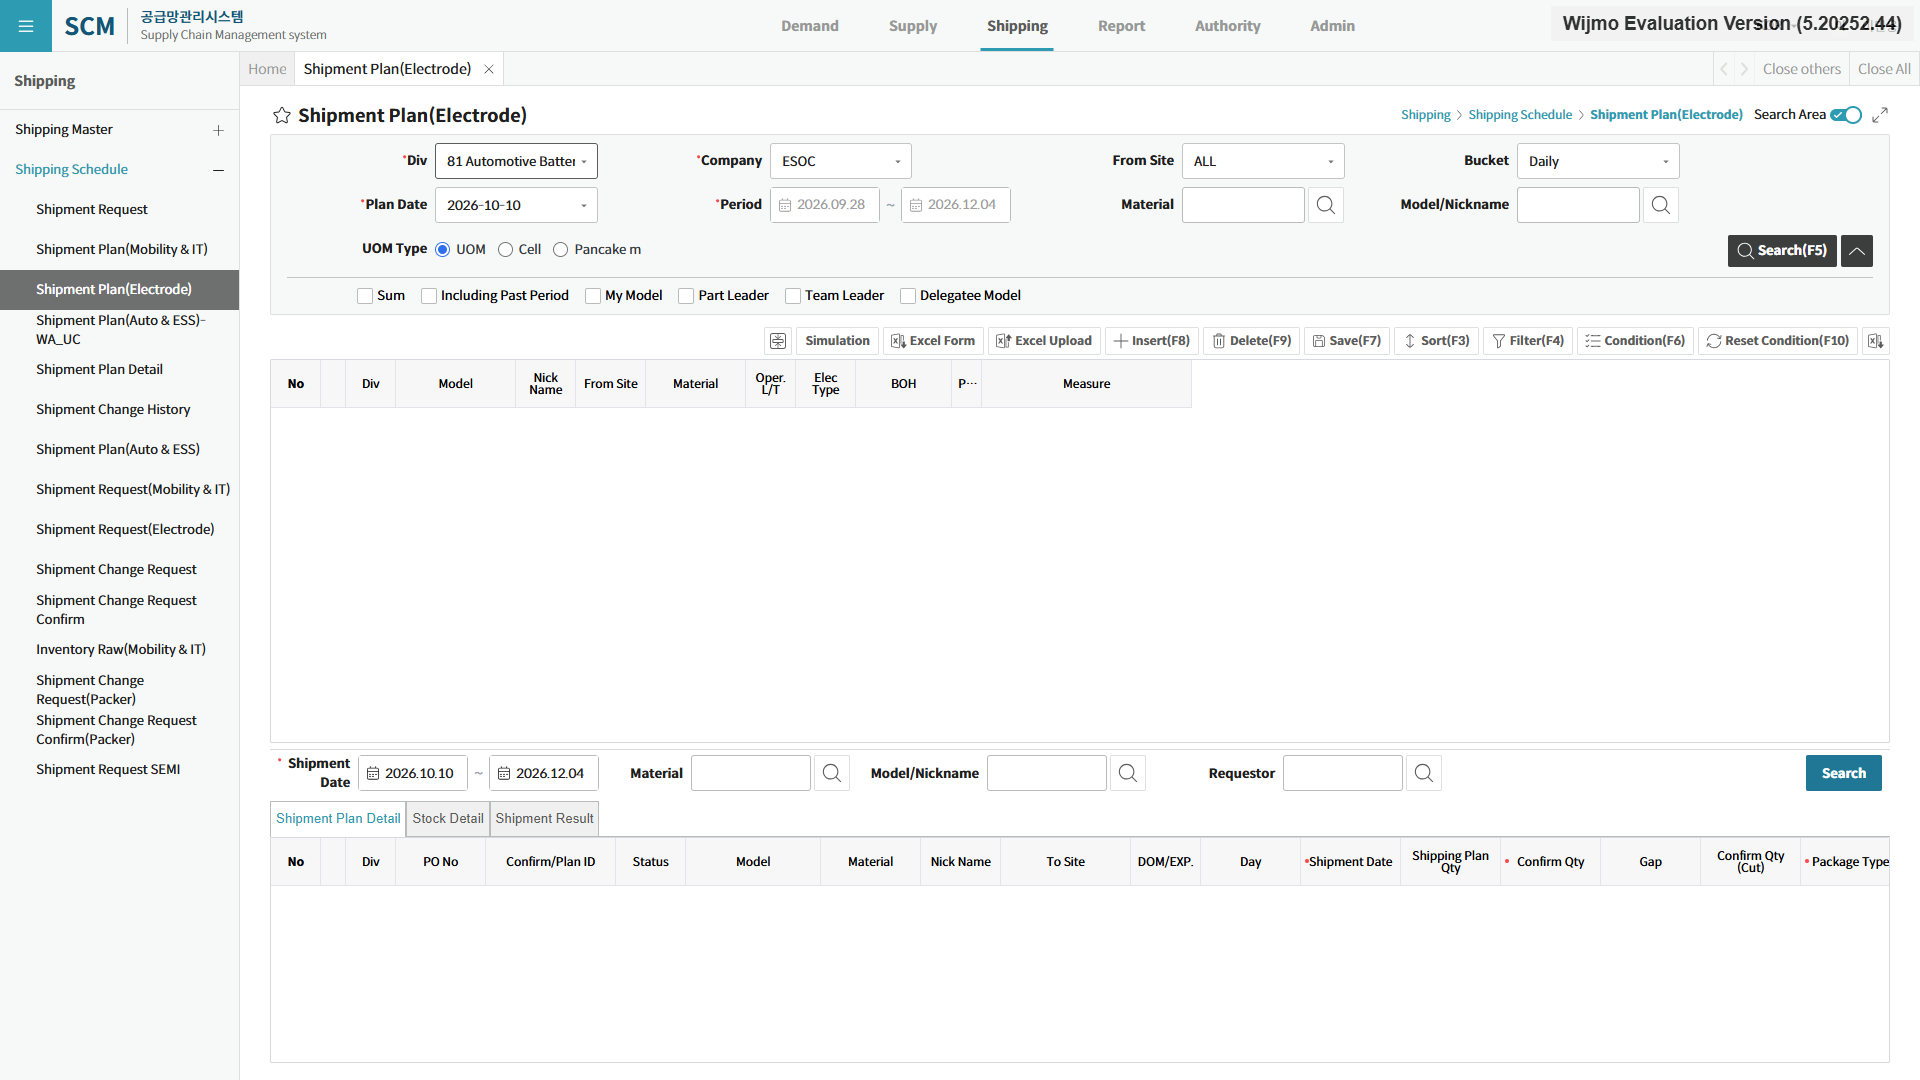 SCM
공급망관리시스템
Supply Chain Management system
Demand
Supply
Shipping
Report
Authority
Admin
Wijmo Evaluation Version (5.20252.44)
Shipping
Home
Shipment Plan(Electrode)
Close others
Close All
Shipping Master
Shipping Schedule
Shipment Request
Shipment Plan(Mobility & IT)
Shipment Plan(Electrode)
Shipment Plan(Auto & ESS)-
WA_UC
Shipment Plan Detail
Shipment Change History
Shipment Plan(Auto & ESS)
Shipment Request(Mobility & IT)
Shipment Request(Electrode)
Shipment Change Request
Shipment Change Request
Confirm
Inventory Raw(Mobility & IT)
Shipment Change
Request(Packer)
Shipment Change Request
Confirm(Packer)
Shipment Request SEMI
Shipment Plan(Electrode)
Shipping > Shipping Schedule > Shipment Plan(Electrode)
Search Area
*Div 81 Automotive Batter
*Company ESOC
From Site ALL
Bucket Daily
*Plan Date 2026-10-10
*Period 2026.09.28 ~ 2026.12.04
Material
Model/Nickname
UOM Type UOM Cell Pancake m
Search(F5)
Sum Including Past Period My Model Part Leader Team Leader Delegatee Model
Simulation Excel Form Excel Upload Insert(F8) Delete(F9) Save(F7) Sort(F3) Filter(F4) Condition(F6) Reset Condition(F10)
No Div Model Nick Name From Site Material Oper. L/T Elec Type BOH P... Measure
* Shipment Date 2026.10.10 ~ 2026.12.04
Material
Model/Nickname
Requestor
Search
Shipment Plan Detail Stock Detail Shipment Result
No Div PO No Confirm/Plan ID Status Model Material Nick Name To Site DOM/EXP. Day •Shipment Date Shipping Plan Qty • Confirm Qty Gap Confirm Qty (Cut) • Package Type